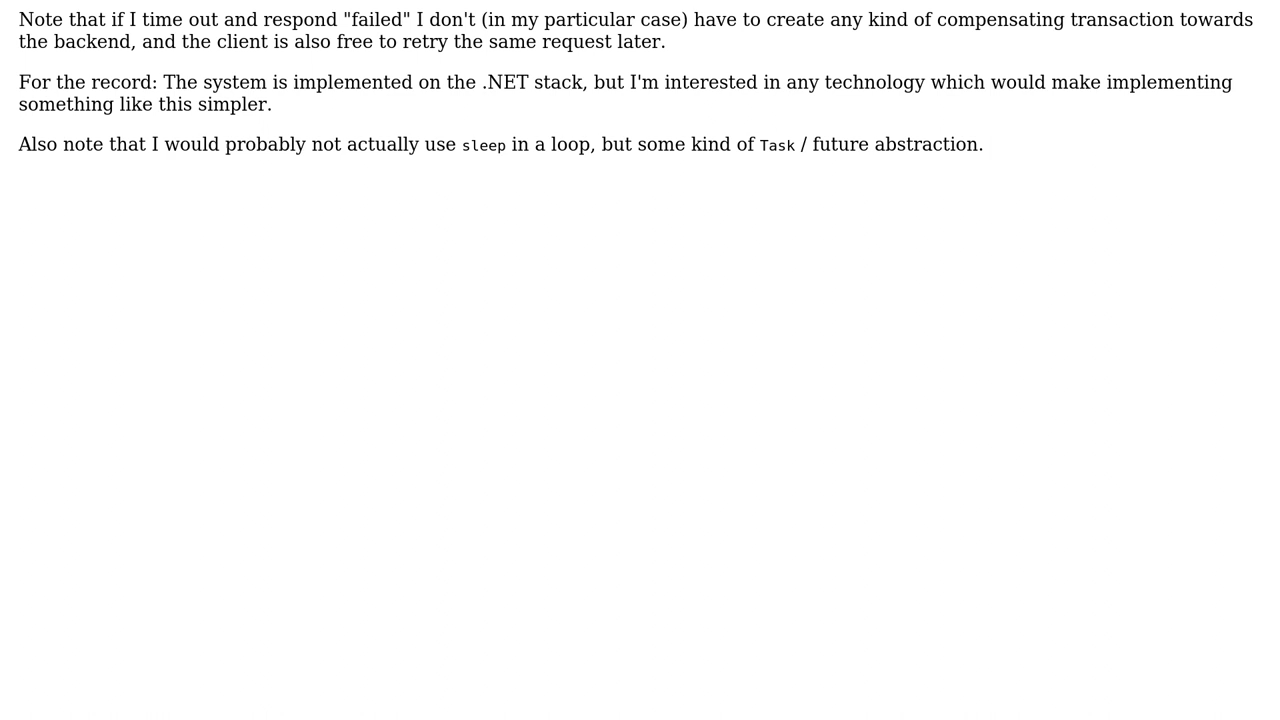 Note that if I time out and respond "failed" I don't (in my particular case) have to create any kind of compensating transaction towards
the backend, and the client is also free to retry the same request later.
For the record: The system is implemented on the .NET stack, but I'm interested in any technology which would make implementing
something like this simpler.
Also note that I would probably not actually use sleep in a loop, but some kind of Task / future abstraction.